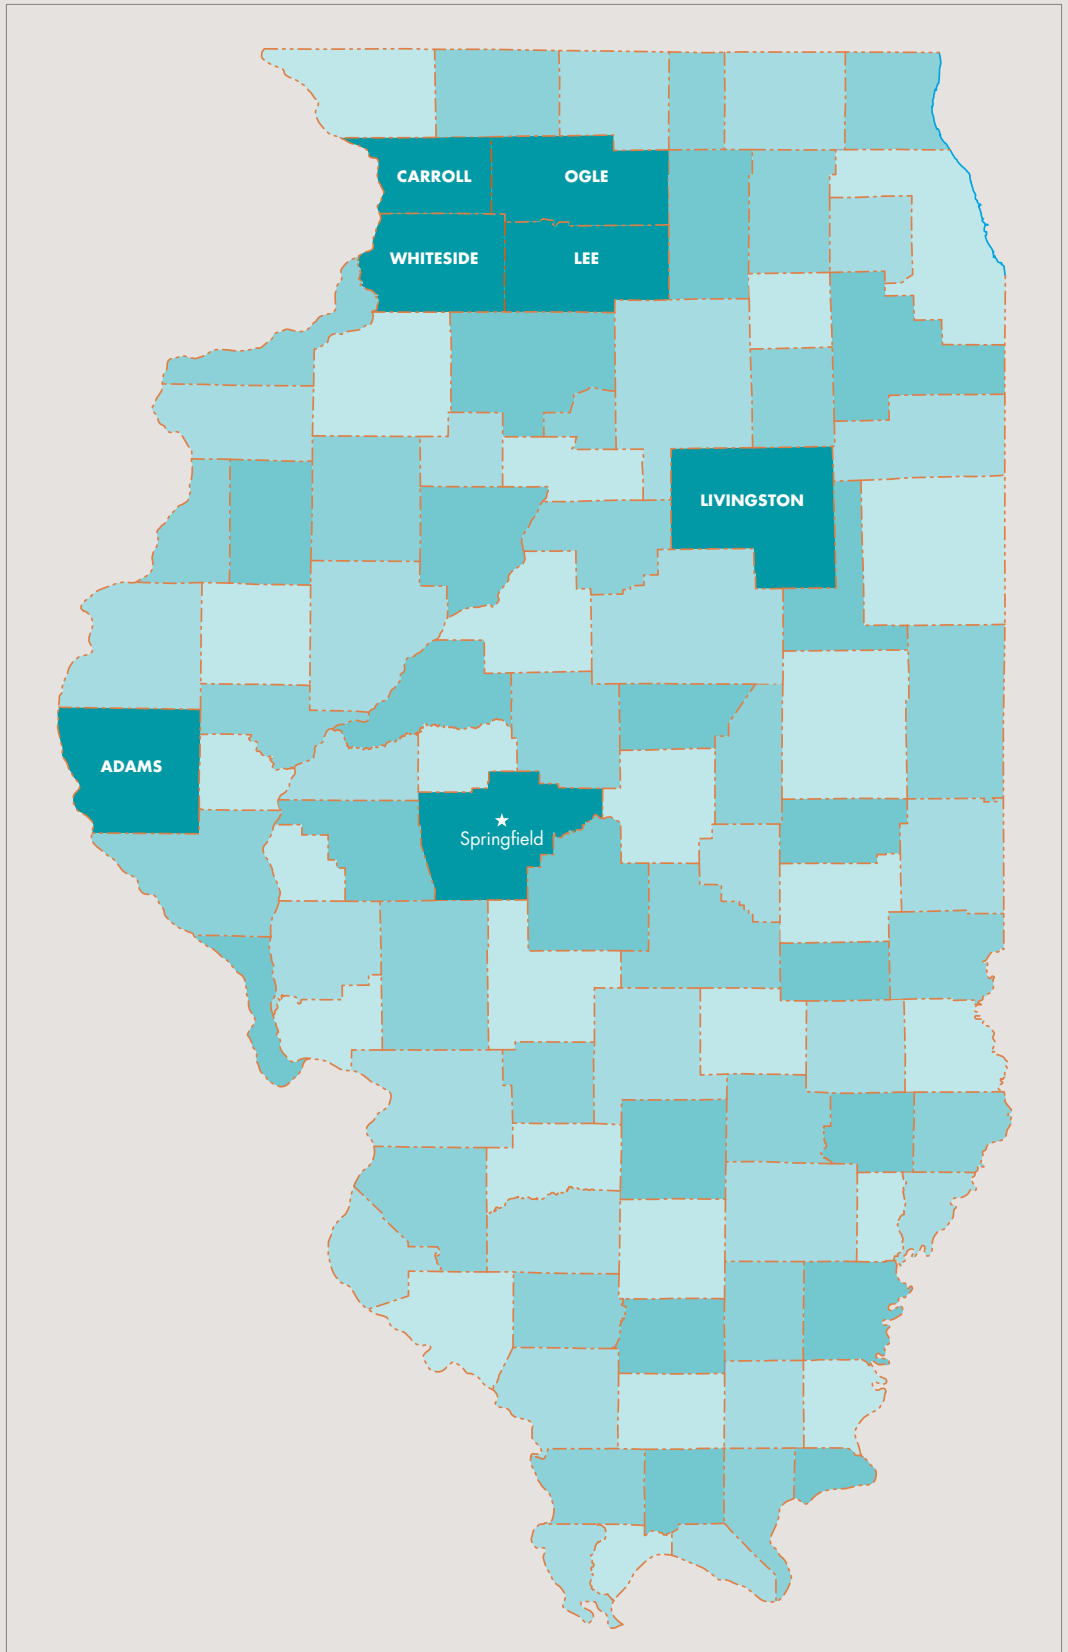 CARROLL
OGLE
WHITESIDE
LEE
LIVINGSTON
ADAMS
Springfield